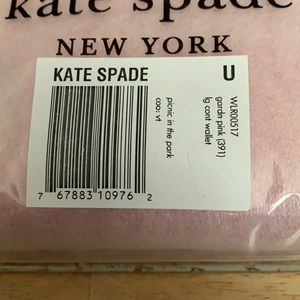 kate spade
NEW YORK
KATE SPADE
U
WLR00517
gardn pink (391)
lg cont wallet
picnic in the park
coo: vt
7 67883 10976 2